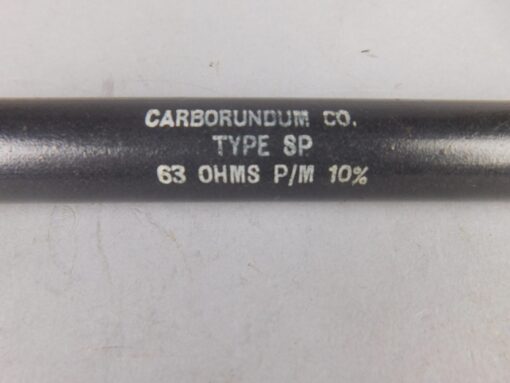 CARBORUNDUM CO.
TYPE SP
63 OHMS P/M 10%